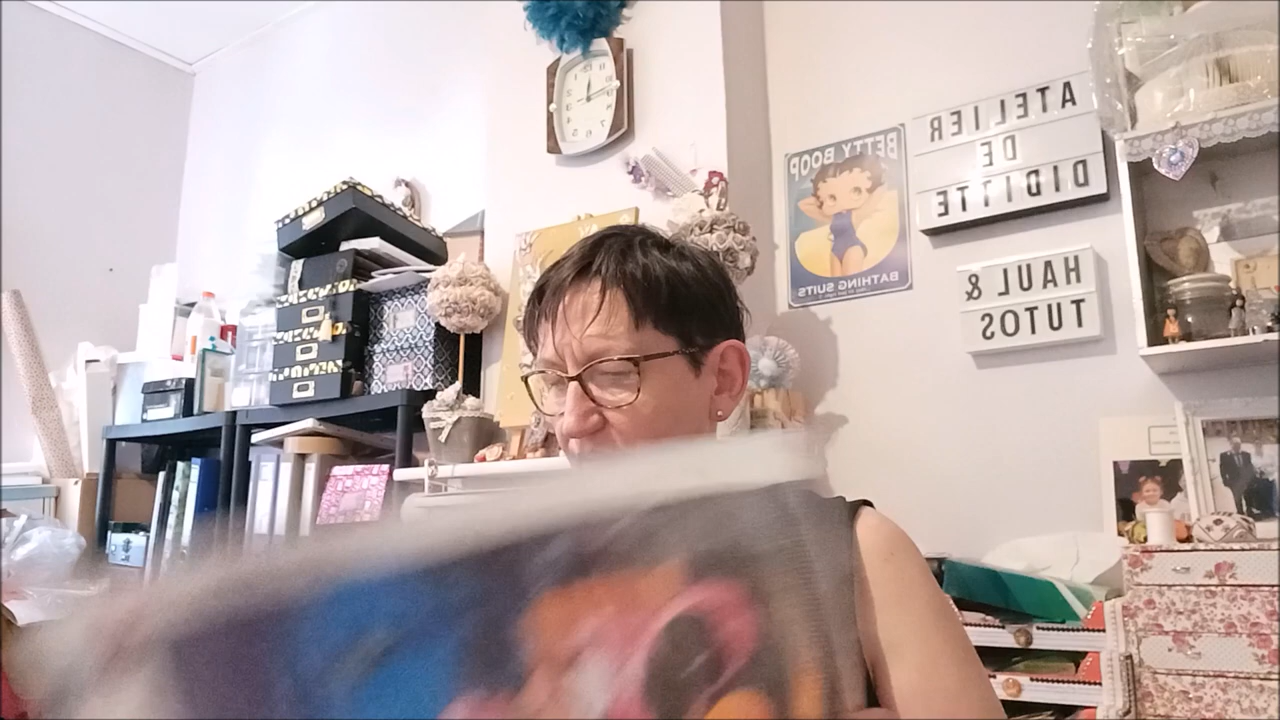 BETTY BOOP
BATHING SUITS
ATELIER
DE
DIDITTE
HAUL &
TUTOS